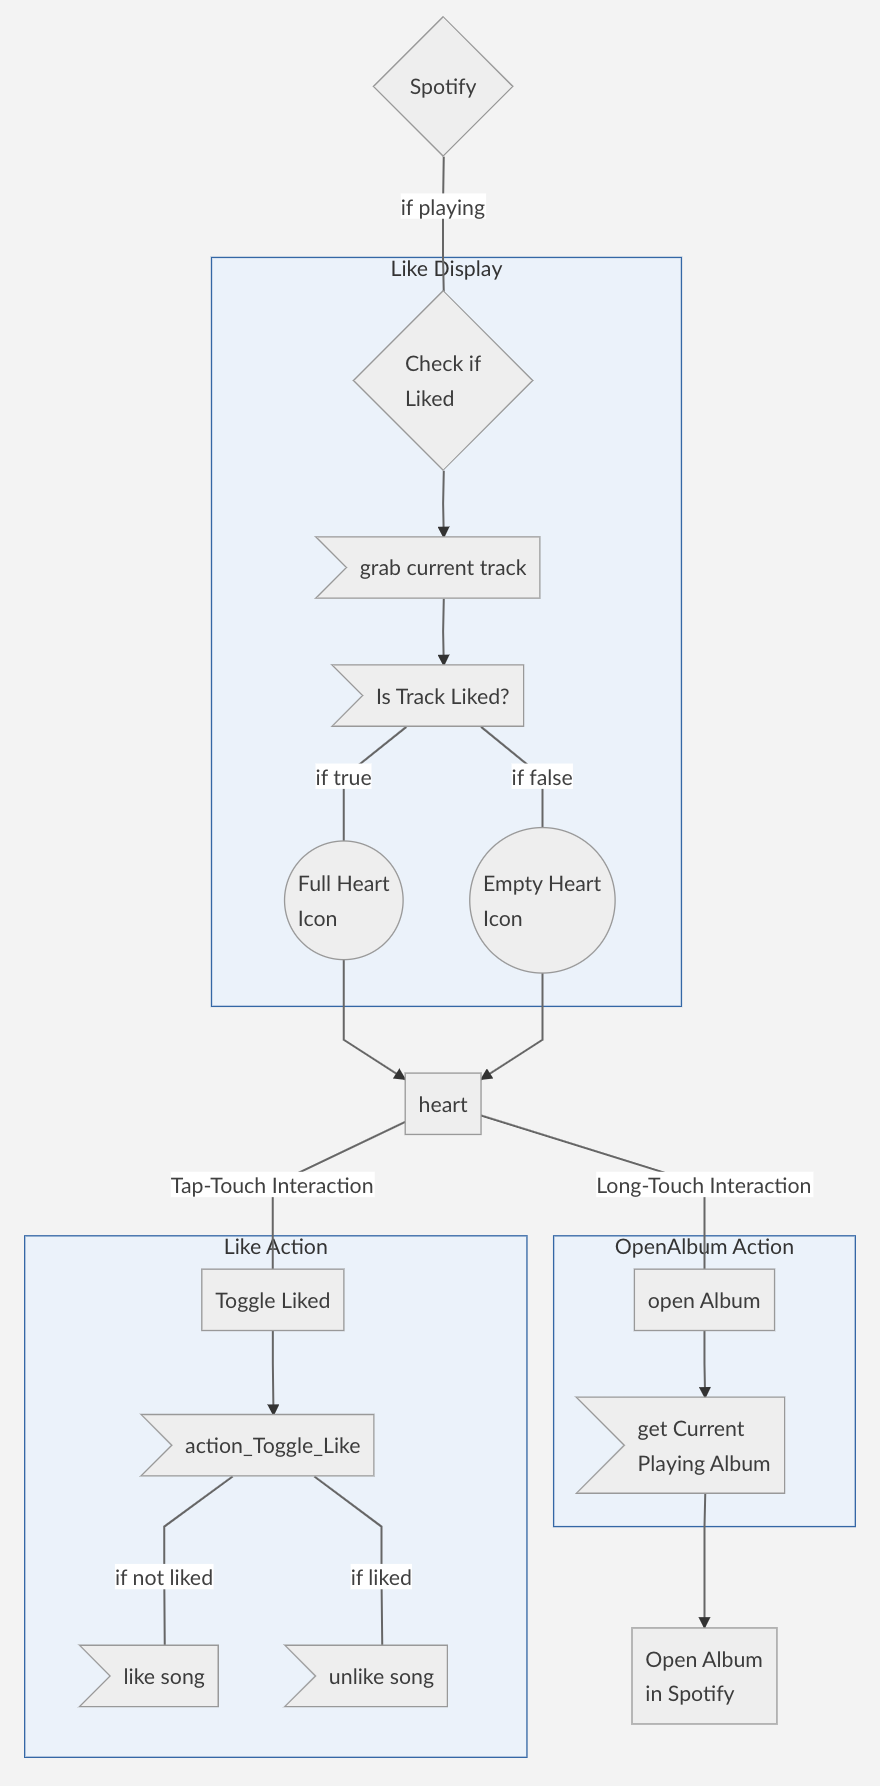 Spotify
if playing
Like Display
Check if
Liked
grab current track
Is Track Liked?
if true
if false
Full Heart
Icon
Empty Heart
Icon
heart
Tap-Touch Interaction
Long-Touch Interaction
Like Action
OpenAlbum Action
Toggle Liked
open Album
action_Toggle_Like
get Current
Playing Album
if not liked
if liked
like song
unlike song
Open Album
in Spotify